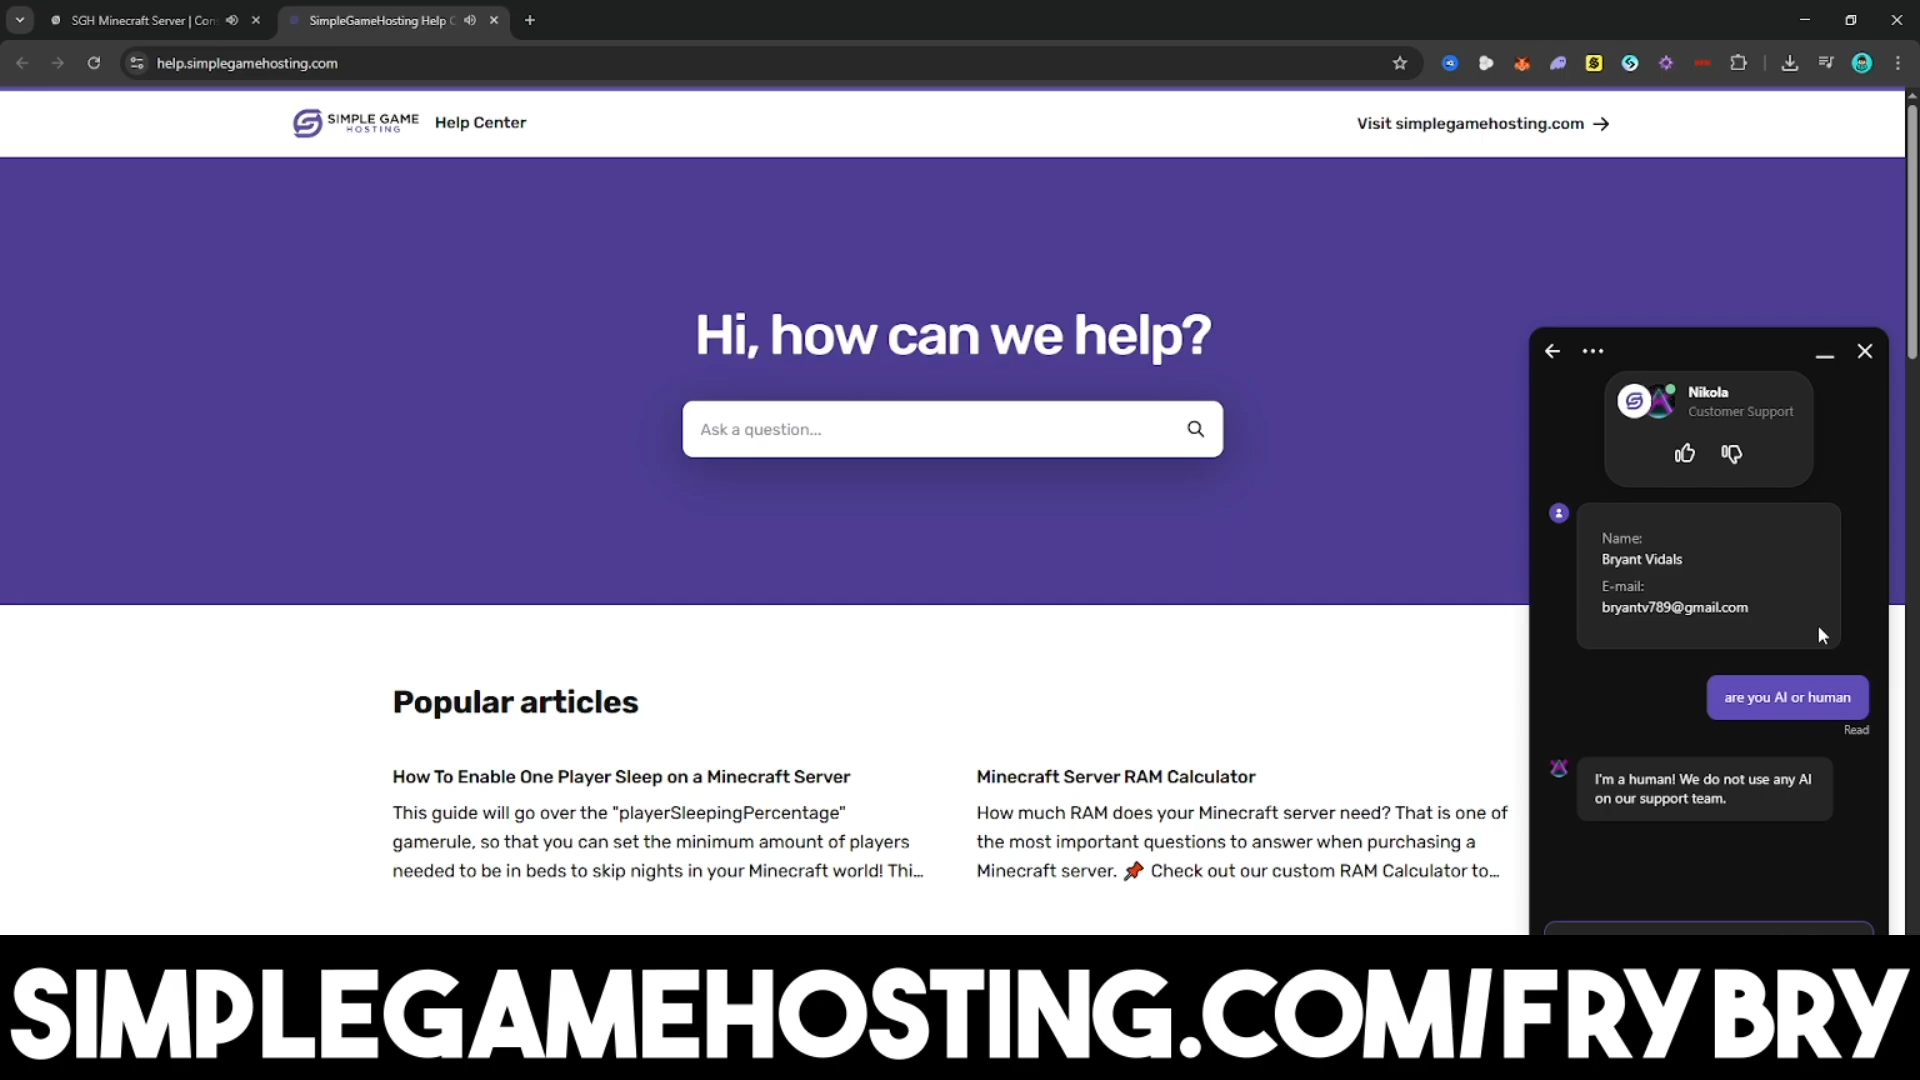 SGH Minecraft Server | Con
SimpleGameHosting Help C
help.simplegamehosting.com
SIMPLE GAME
HOSTING
Help Center
Visit simplegamehosting.com →
Hi, how can we help?
Ask a question...
Popular articles
How To Enable One Player Sleep on a Minecraft Server
This guide will go over the "playerSleepingPercentage"
gamerule, so that you can set the minimum amount of players
needed to be in beds to skip nights in your Minecraft world! Thi...
Minecraft Server RAM Calculator
How much RAM does your Minecraft server need? That is one of
the most important questions to answer when purchasing a
Minecraft server. 📌 Check out our custom RAM Calculator to...
Nikola
Customer Support
Name:
Bryant Vidals
E-mail:
bryantv789@gmail.com
are you AI or human
Read
I'm a human! We do not use any AI
on our support team.
SIMPLEGAMEHOSTING.COM/FRYBRY